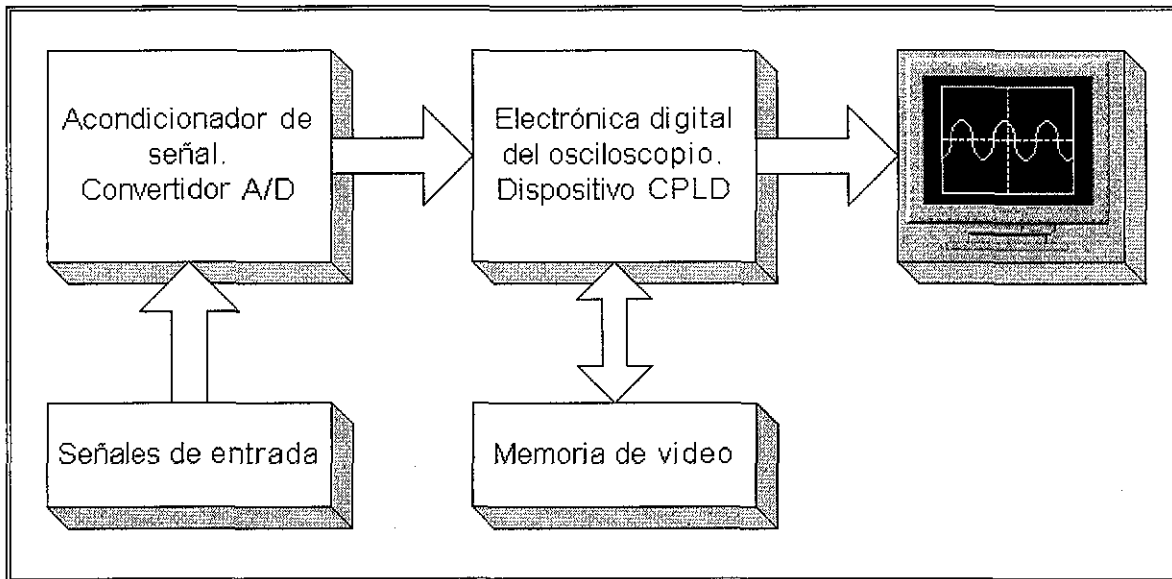 Acondicionador de
señal.
Convertidor A/D
Electrónica digital
del osciloscopio.
Dispositivo CPLD
Señales de entrada
Memoria de video